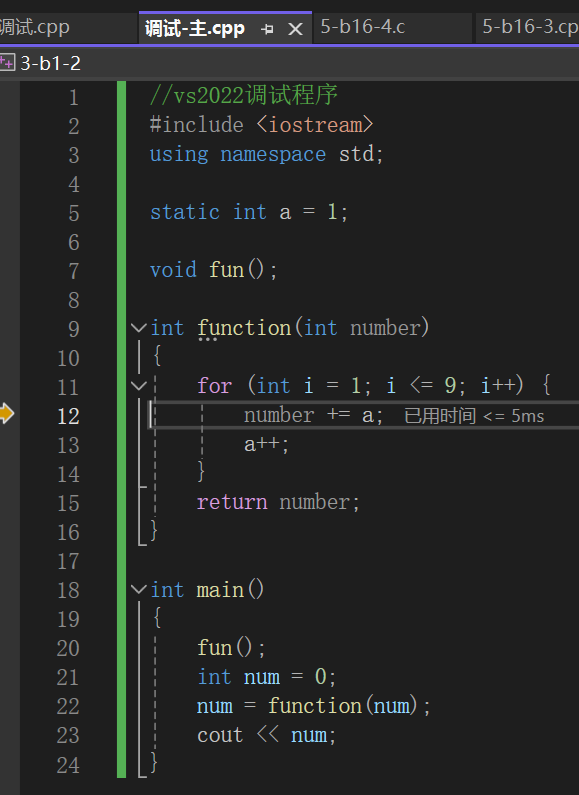 调试.cpp 调试-主.cpp 5-b16-4.c 5-b16-3.cp
3-b1-2
1 //vs2022调试程序
2 #include <iostream>
3 using namespace std;
4
5 static int a = 1;
6
7 void fun();
8
9 int function(int number)
10 {
11 for (int i = 1; i <= 9; i++) {
12 number += a; 已用时间 <= 5ms
13 a++;
14 }
15 return number;
16 }
17
18 int main()
19 {
20 fun();
21 int num = 0;
22 num = function(num);
23 cout << num;
24 }